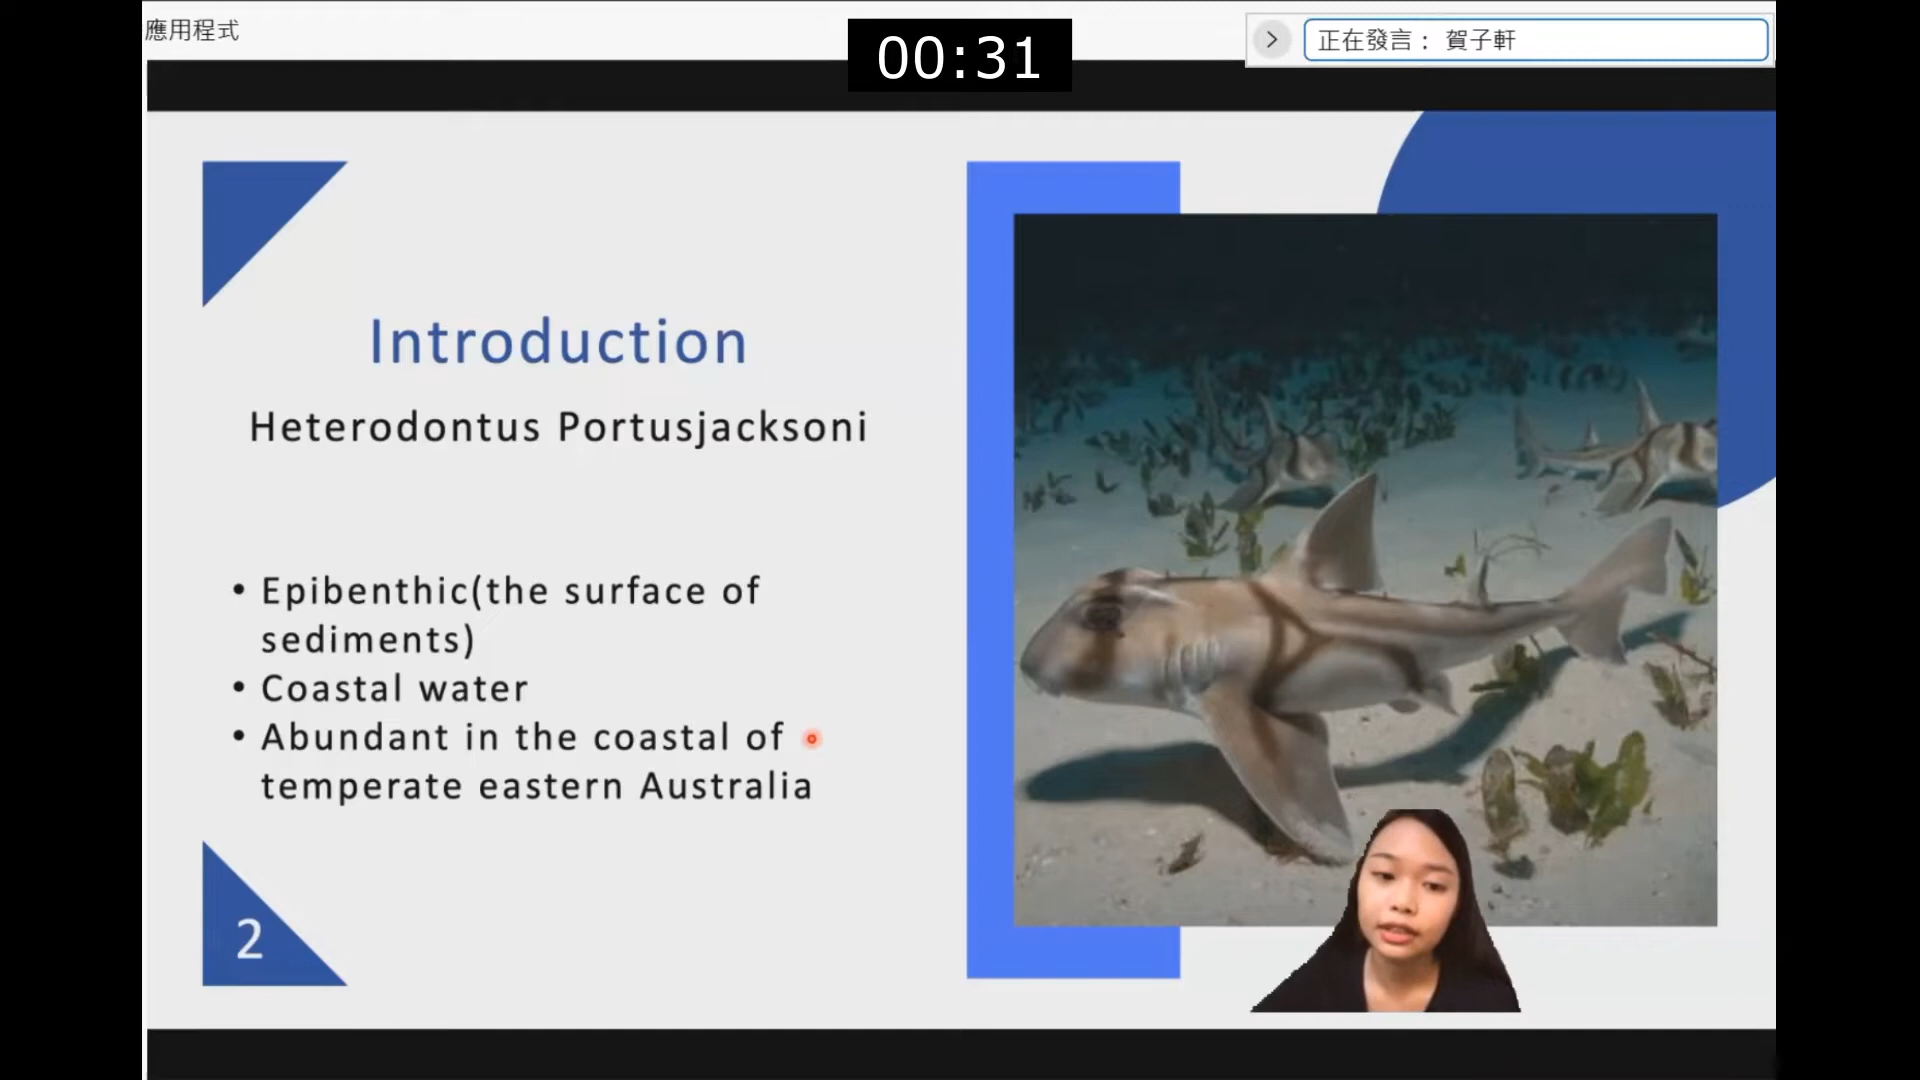 應用程式
00:31
正在發言： 賀子軒
Introduction
Heterodontus Portusjacksoni
• Epibenthic(the surface of
sediments)
• Coastal water
• Abundant in the coastal of
temperate eastern Australia
2